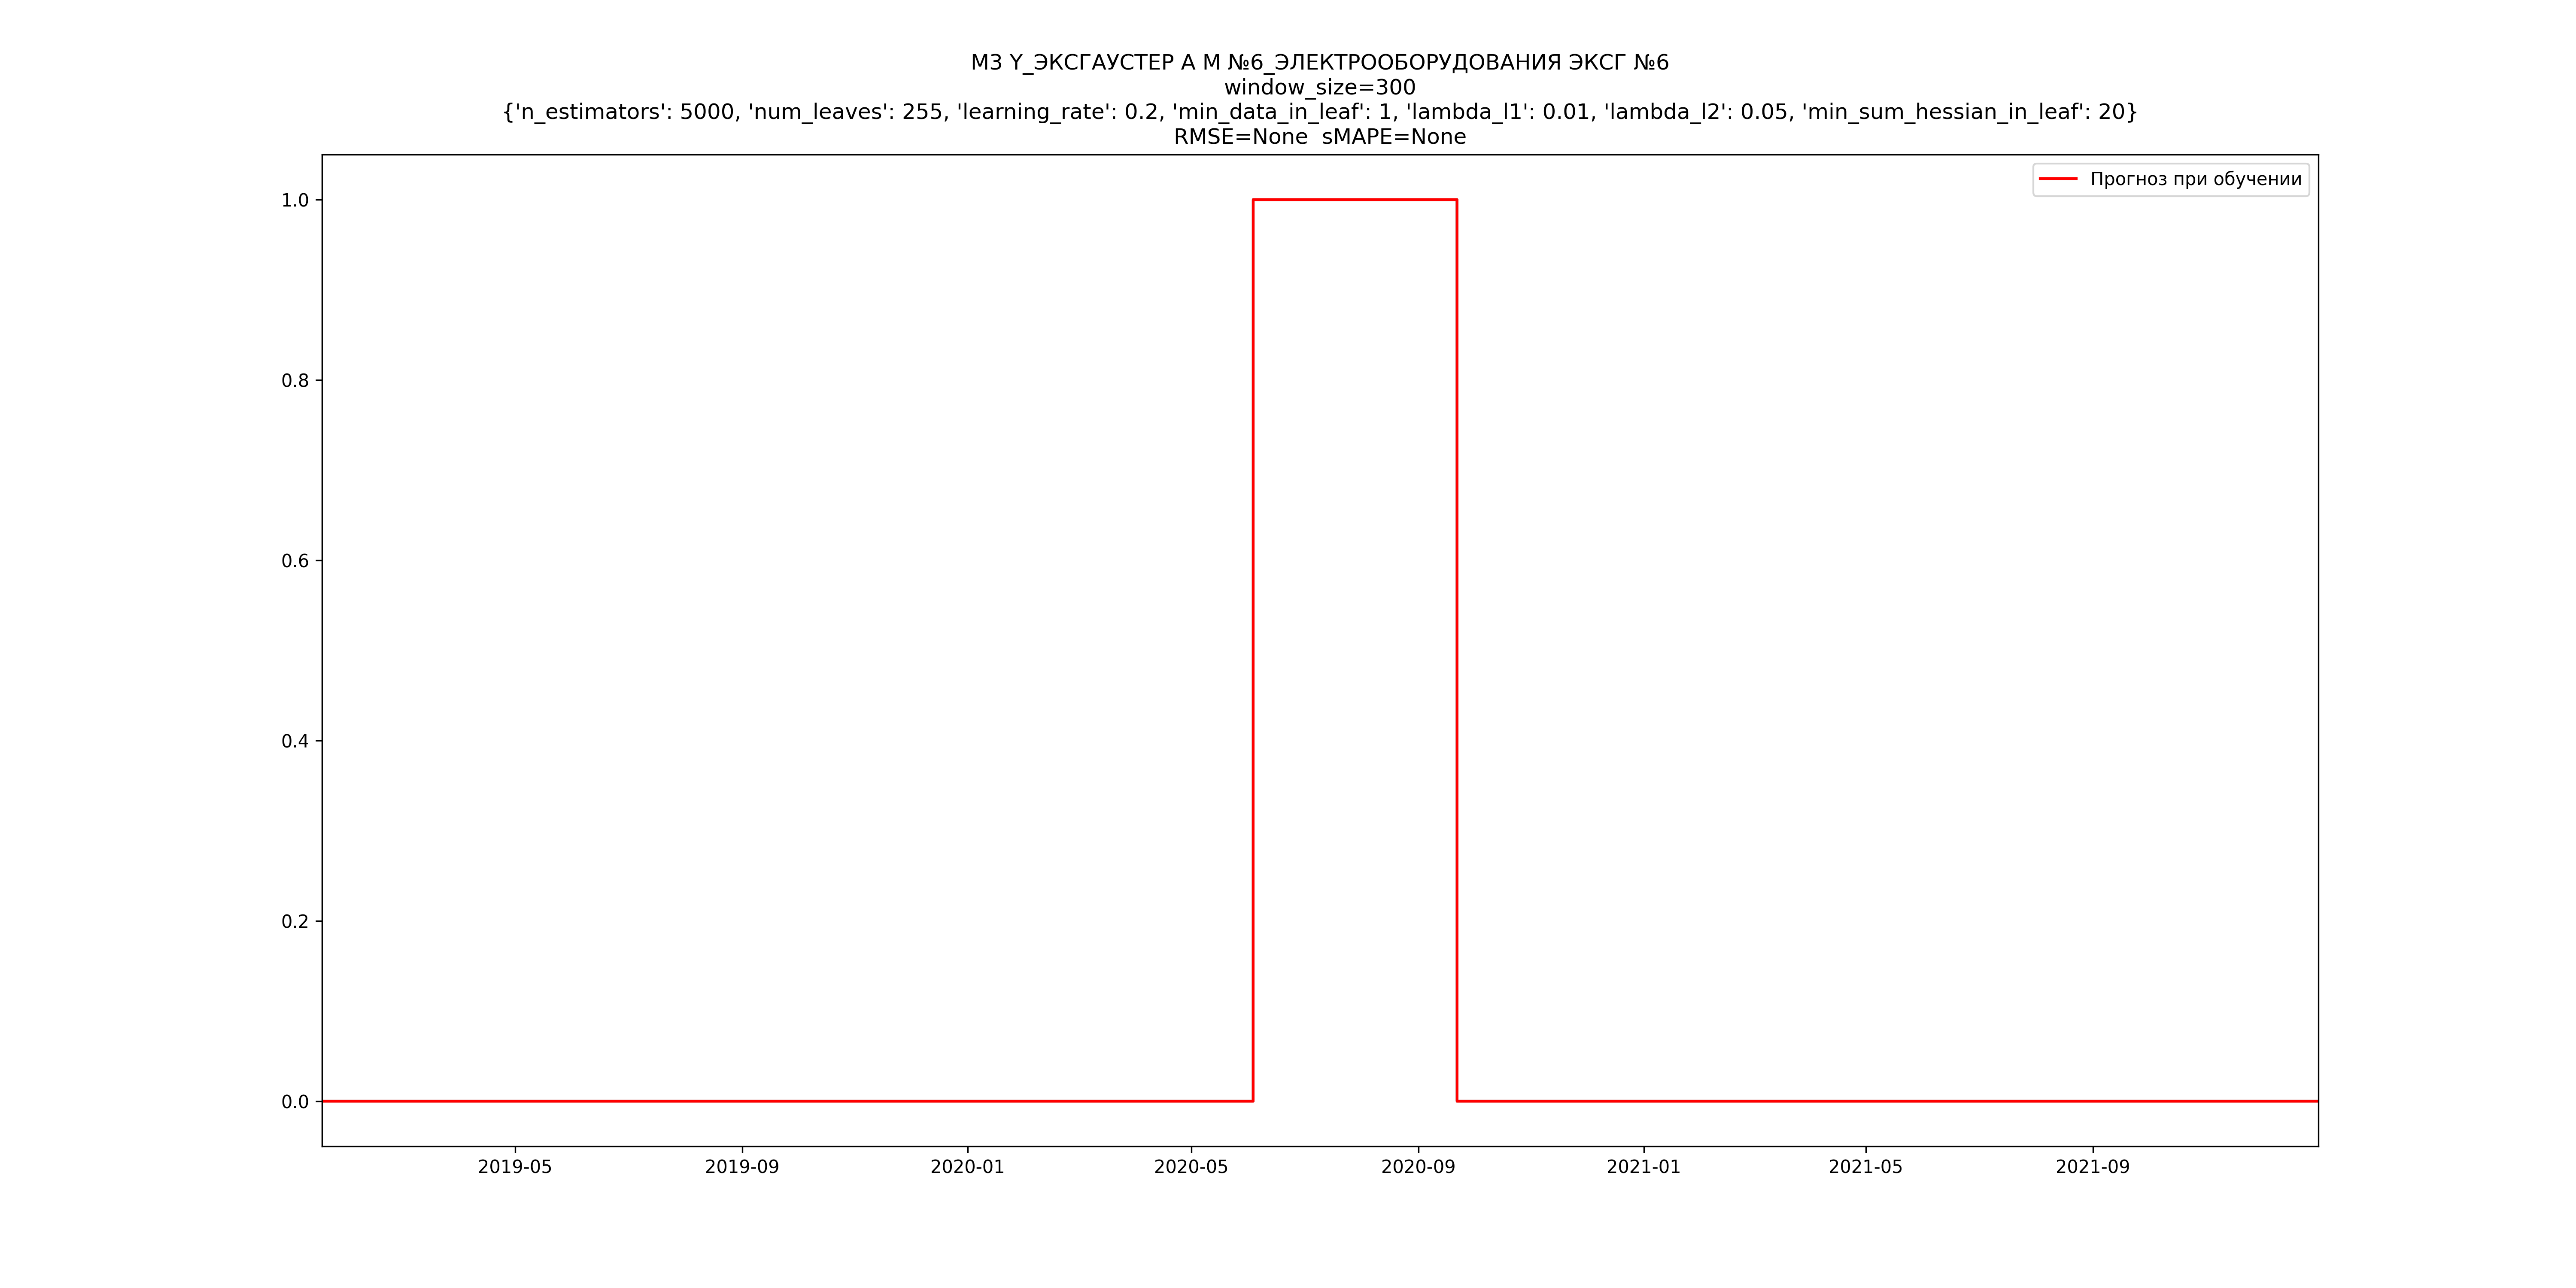 М3 Y_ЭКСГАУСТЕР А М №6_ЭЛЕКТРООБОРУДОВАНИЯ ЭКСГ №6
window_size=300
{'n_estimators': 5000, 'num_leaves': 255, 'learning_rate': 0.2, 'min_data_in_leaf': 1, 'lambda_l1': 0.01, 'lambda_l2': 0.05, 'min_sum_hessian_in_leaf': 20}
RMSE=None  sMAPE=None
Прогноз при обучении
1.0
0.8
0.6
0.4
0.2
0.0
2019-05 2019-09 2020-01 2020-05 2020-09 2021-01 2021-05 2021-09